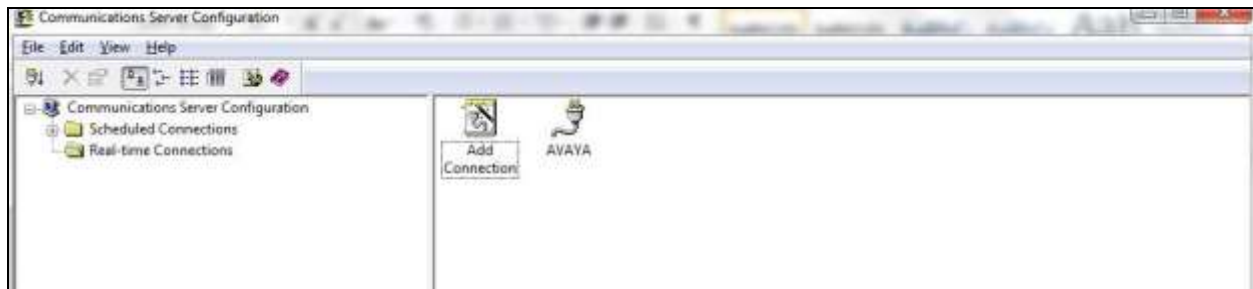 Communications Server Configuration
File Edit View Help
Communications Server Configuration
Scheduled Connections
Real-time Connections
Add
Connection
AVAYA